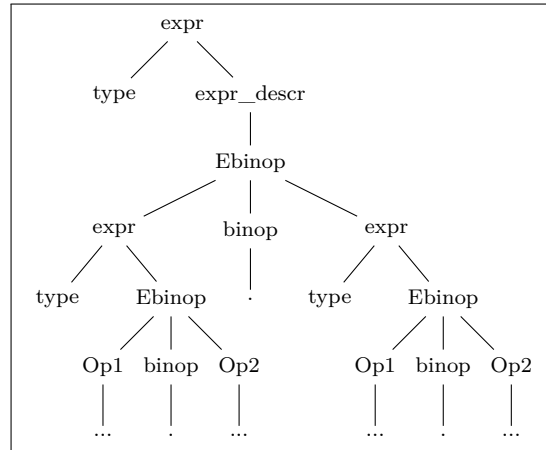 expr
type expr_descr
Ebinop
expr binop expr
type Ebinop . type Ebinop
Op1 binop Op2 Op1 binop Op2
... . ... ... . ...